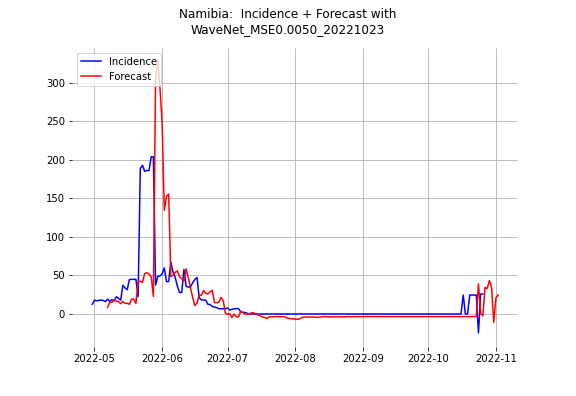 Namibia:  Incidence + Forecast with
WaveNet_MSE0.0050_20221023
Incidence
Forecast
300
250
200
150
100
50
0
2022-05 2022-06 2022-07 2022-08 2022-09 2022-10 2022-11